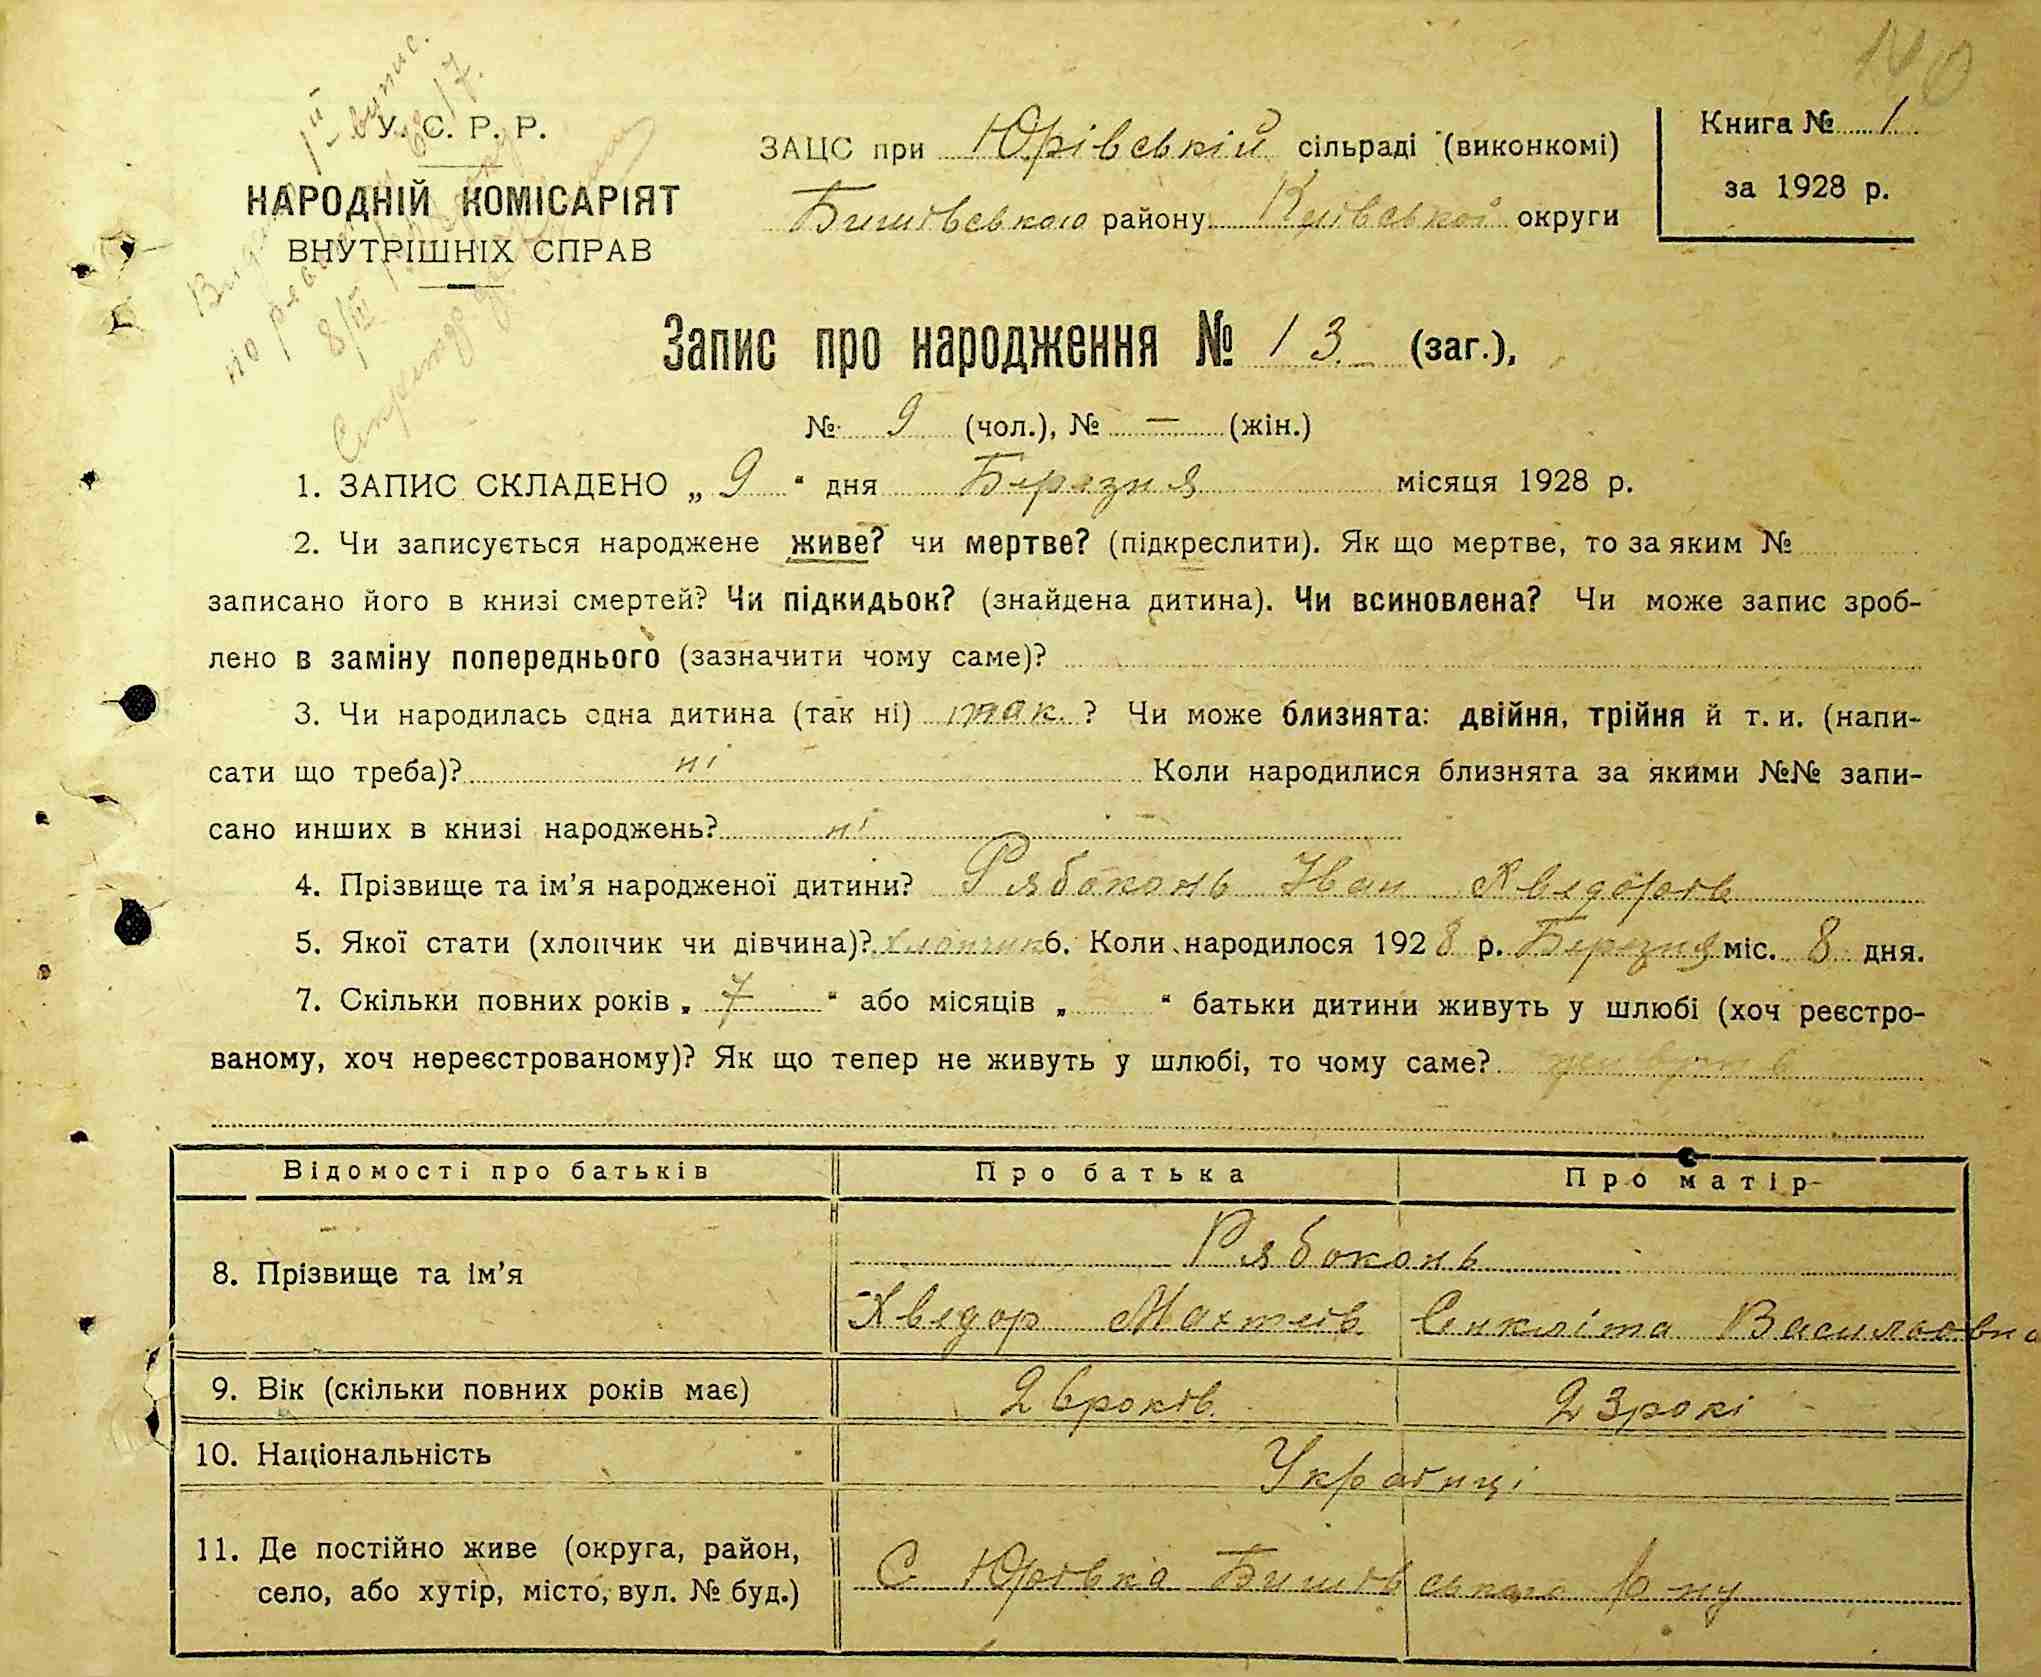 140
У. С. Р. Р.
НАРОДНІЙ КОМІСАРІЯТ
ВНУТРІШНІХ СПРАВ
ЗАЦС при Юрівській сільраді (виконкомі)
Бишівського району Київської округи
Книга № 1
за 1928 р.
Запис про народження № 13 (заг.),
№ 9 (чол.), № — (жін.)
1. ЗАПИС СКЛАДЕНО „ 9 " дня Березня місяця 1928 р.
2. Чи записується народжене живе? чи мертве? (підкреслити). Як що мертве, то за яким №
записано його в книзі смертей? Чи підкидьок? (знайдена дитина). Чи всиновлена? Чи може запис зроб-
лено в заміну попереднього (зазначити чому саме)?
3. Чи народилась одна дитина (так ні) так ? Чи може близнята: двійня, трійня й т. и. (напи-
сати що треба)? ні Коли народилися близнята за якими №№ запи-
сано инших в книзі народжень? ні
4. Прізвище та ім'я народженої дитини? Рябоконь Іван Хведорів
5. Якої стати (хлопчик чи дівчина)? хлопчик 6. Коли народилося 1928 р. Березня міс. 8 дня.
7. Скільки повних років „ 7 " або місяців „ " батьки дитини живуть у шлюбі (хоч реєстро-
ваному, хоч нереєстрованому)? Як що тепер не живуть у шлюбі, то чому саме? живуть
Відомості про батьків Про батька Про матір
8. Прізвище та ім'я Рябоконь
Хведор Махтеїв Синкліта Василівна
9. Вік (скільки повних років має) 26 років 23 рокі
10. Національність Українці
11. Де постійно живе (округа, район,
село, або хутір, місто, вул. № буд.) С Юрівка Бишівського р-ну